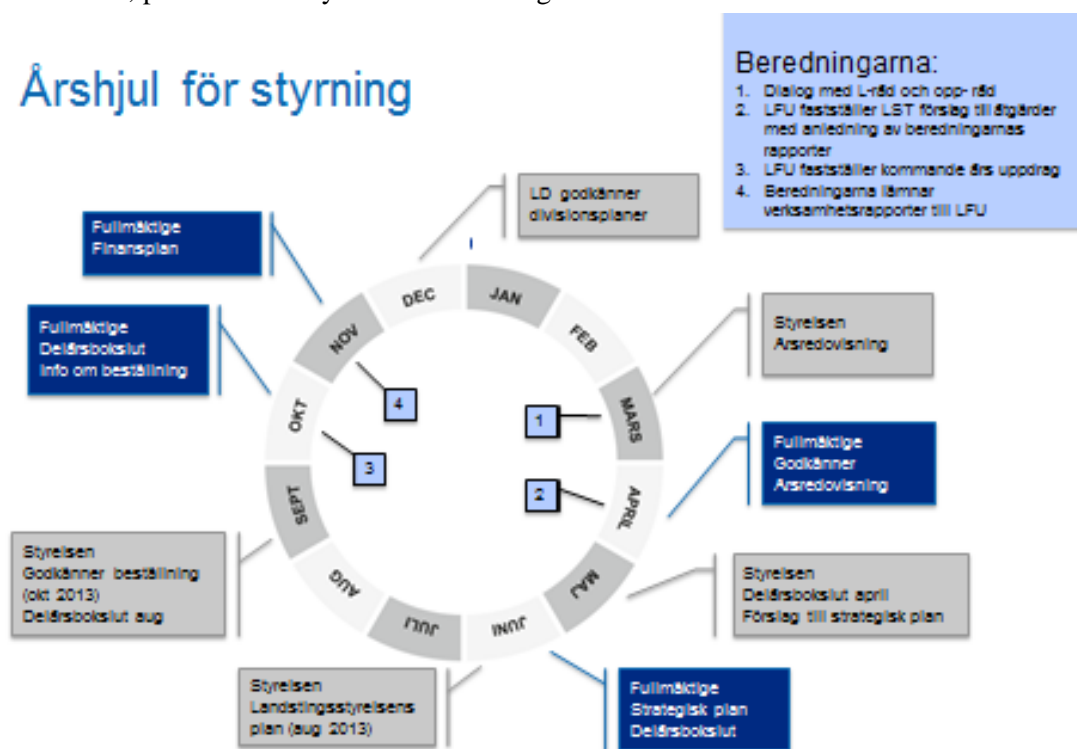 Årshjul för styrning
Beredningarna:
1. Dialog med L-råd och opp- råd
2. LFU fastställer LST förslag till åtgärder
med anledning av beredningarnas
rapporter
3. LFU fastställer kommande års uppdrag
4. Beredningarna lämnar
verksamhetsrapporter till LFU
LD godkänner
divisionsplaner
Fullmäktige
Finansplan
Fullmäktige
Delårsbokslut
Info om beställning
Styrelsen
Årsredovisning
Fullmäktige
Godkänner
Årsredovisning
Styrelsen
Delårsbokslut april
Förslag till strategisk plan
Fullmäktige
Strategisk plan
Delårsbokslut
Styrelsen
Landstingsstyrelsens
plan (aug 2013)
Styrelsen
Godkänner beställning
(okt 2013)
Delårsbokslut aug
JAN
FEB
MARS
APRIL
MAJ
JUNI
JULI
AUG
SEPT
OKT
NOV
DEC
1
2
3
4